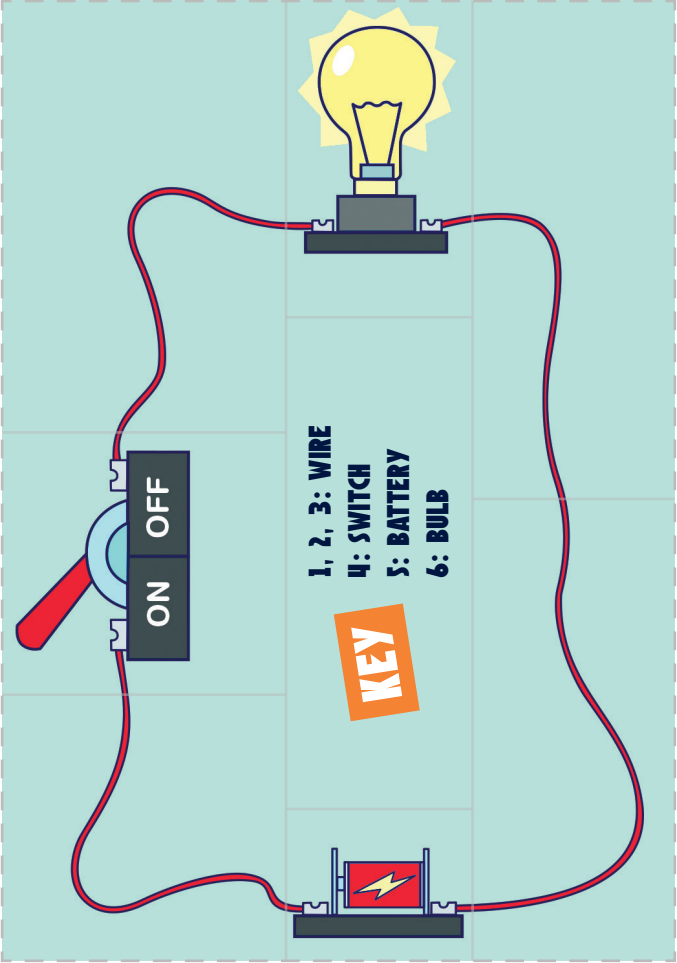 KEY
1, 2, 3: WIRE
4: SWITCH
5: BATTERY
6: BULB
ON OFF